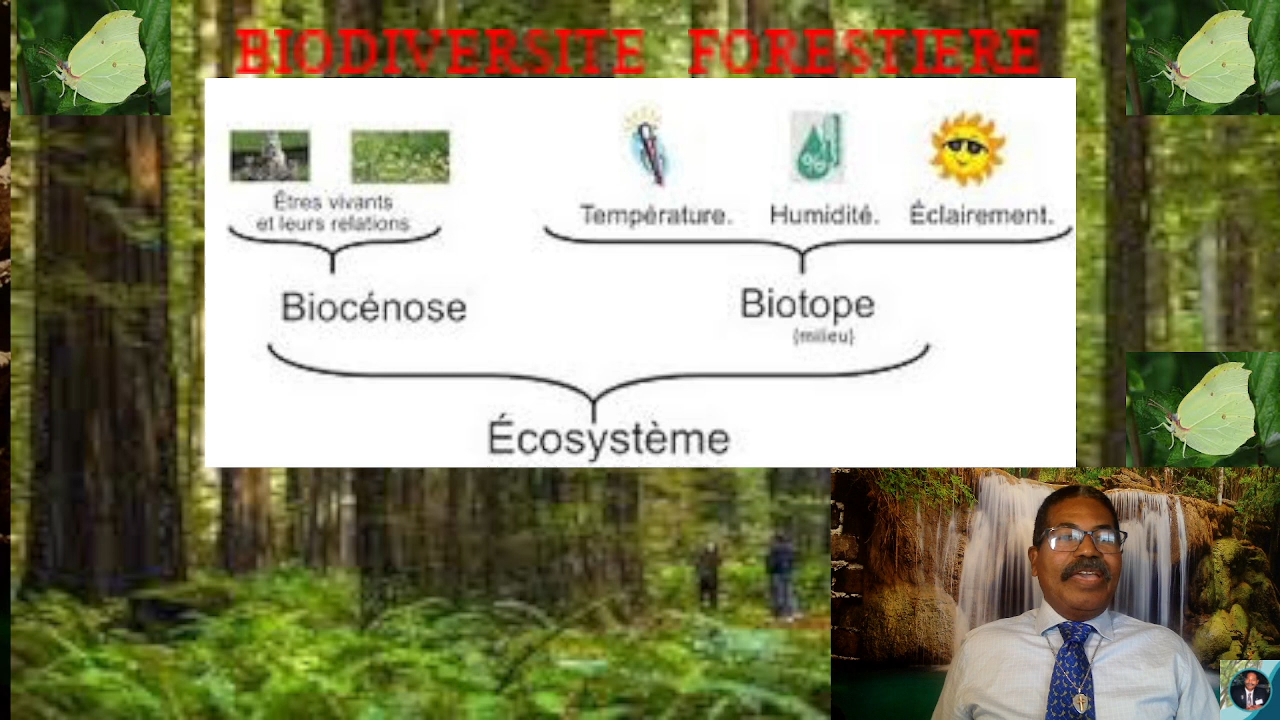 BIODIVERSITE FORESTIERE
Êtres vivants
et leurs relations
%
Température. Humidité. Éclairement.
Biocénose
Biotope
(milieu)
Écosystème